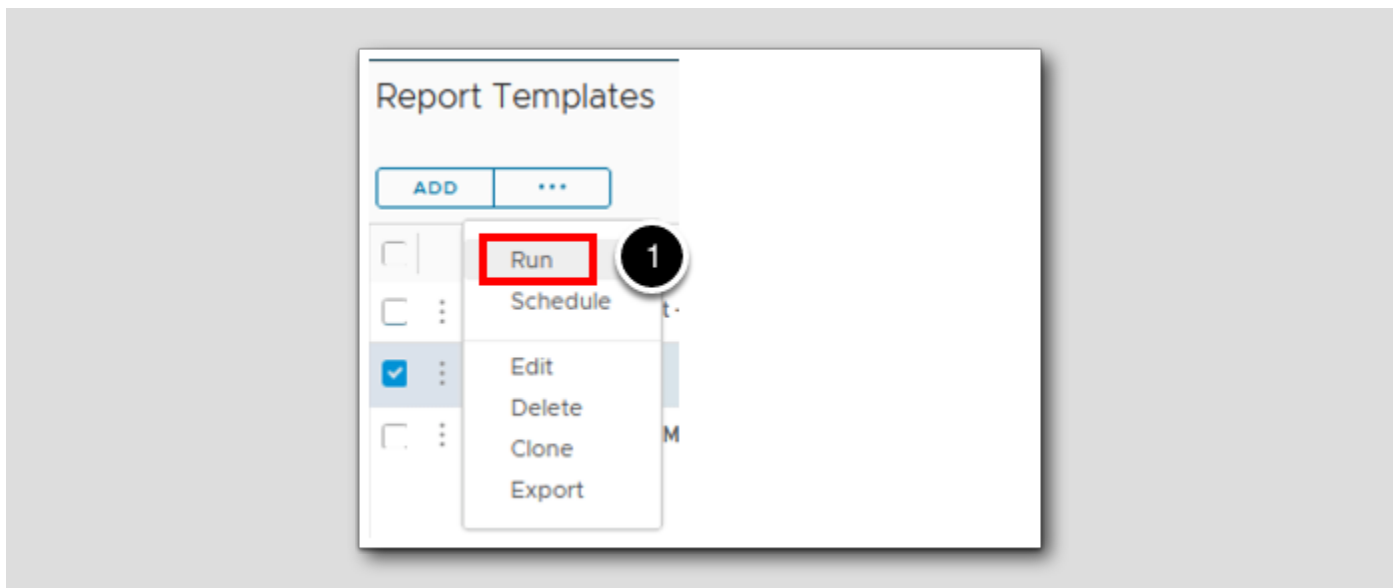 Report Templates
ADD ...
Run 1
Schedule t-
Edit
Delete M
Clone
Export